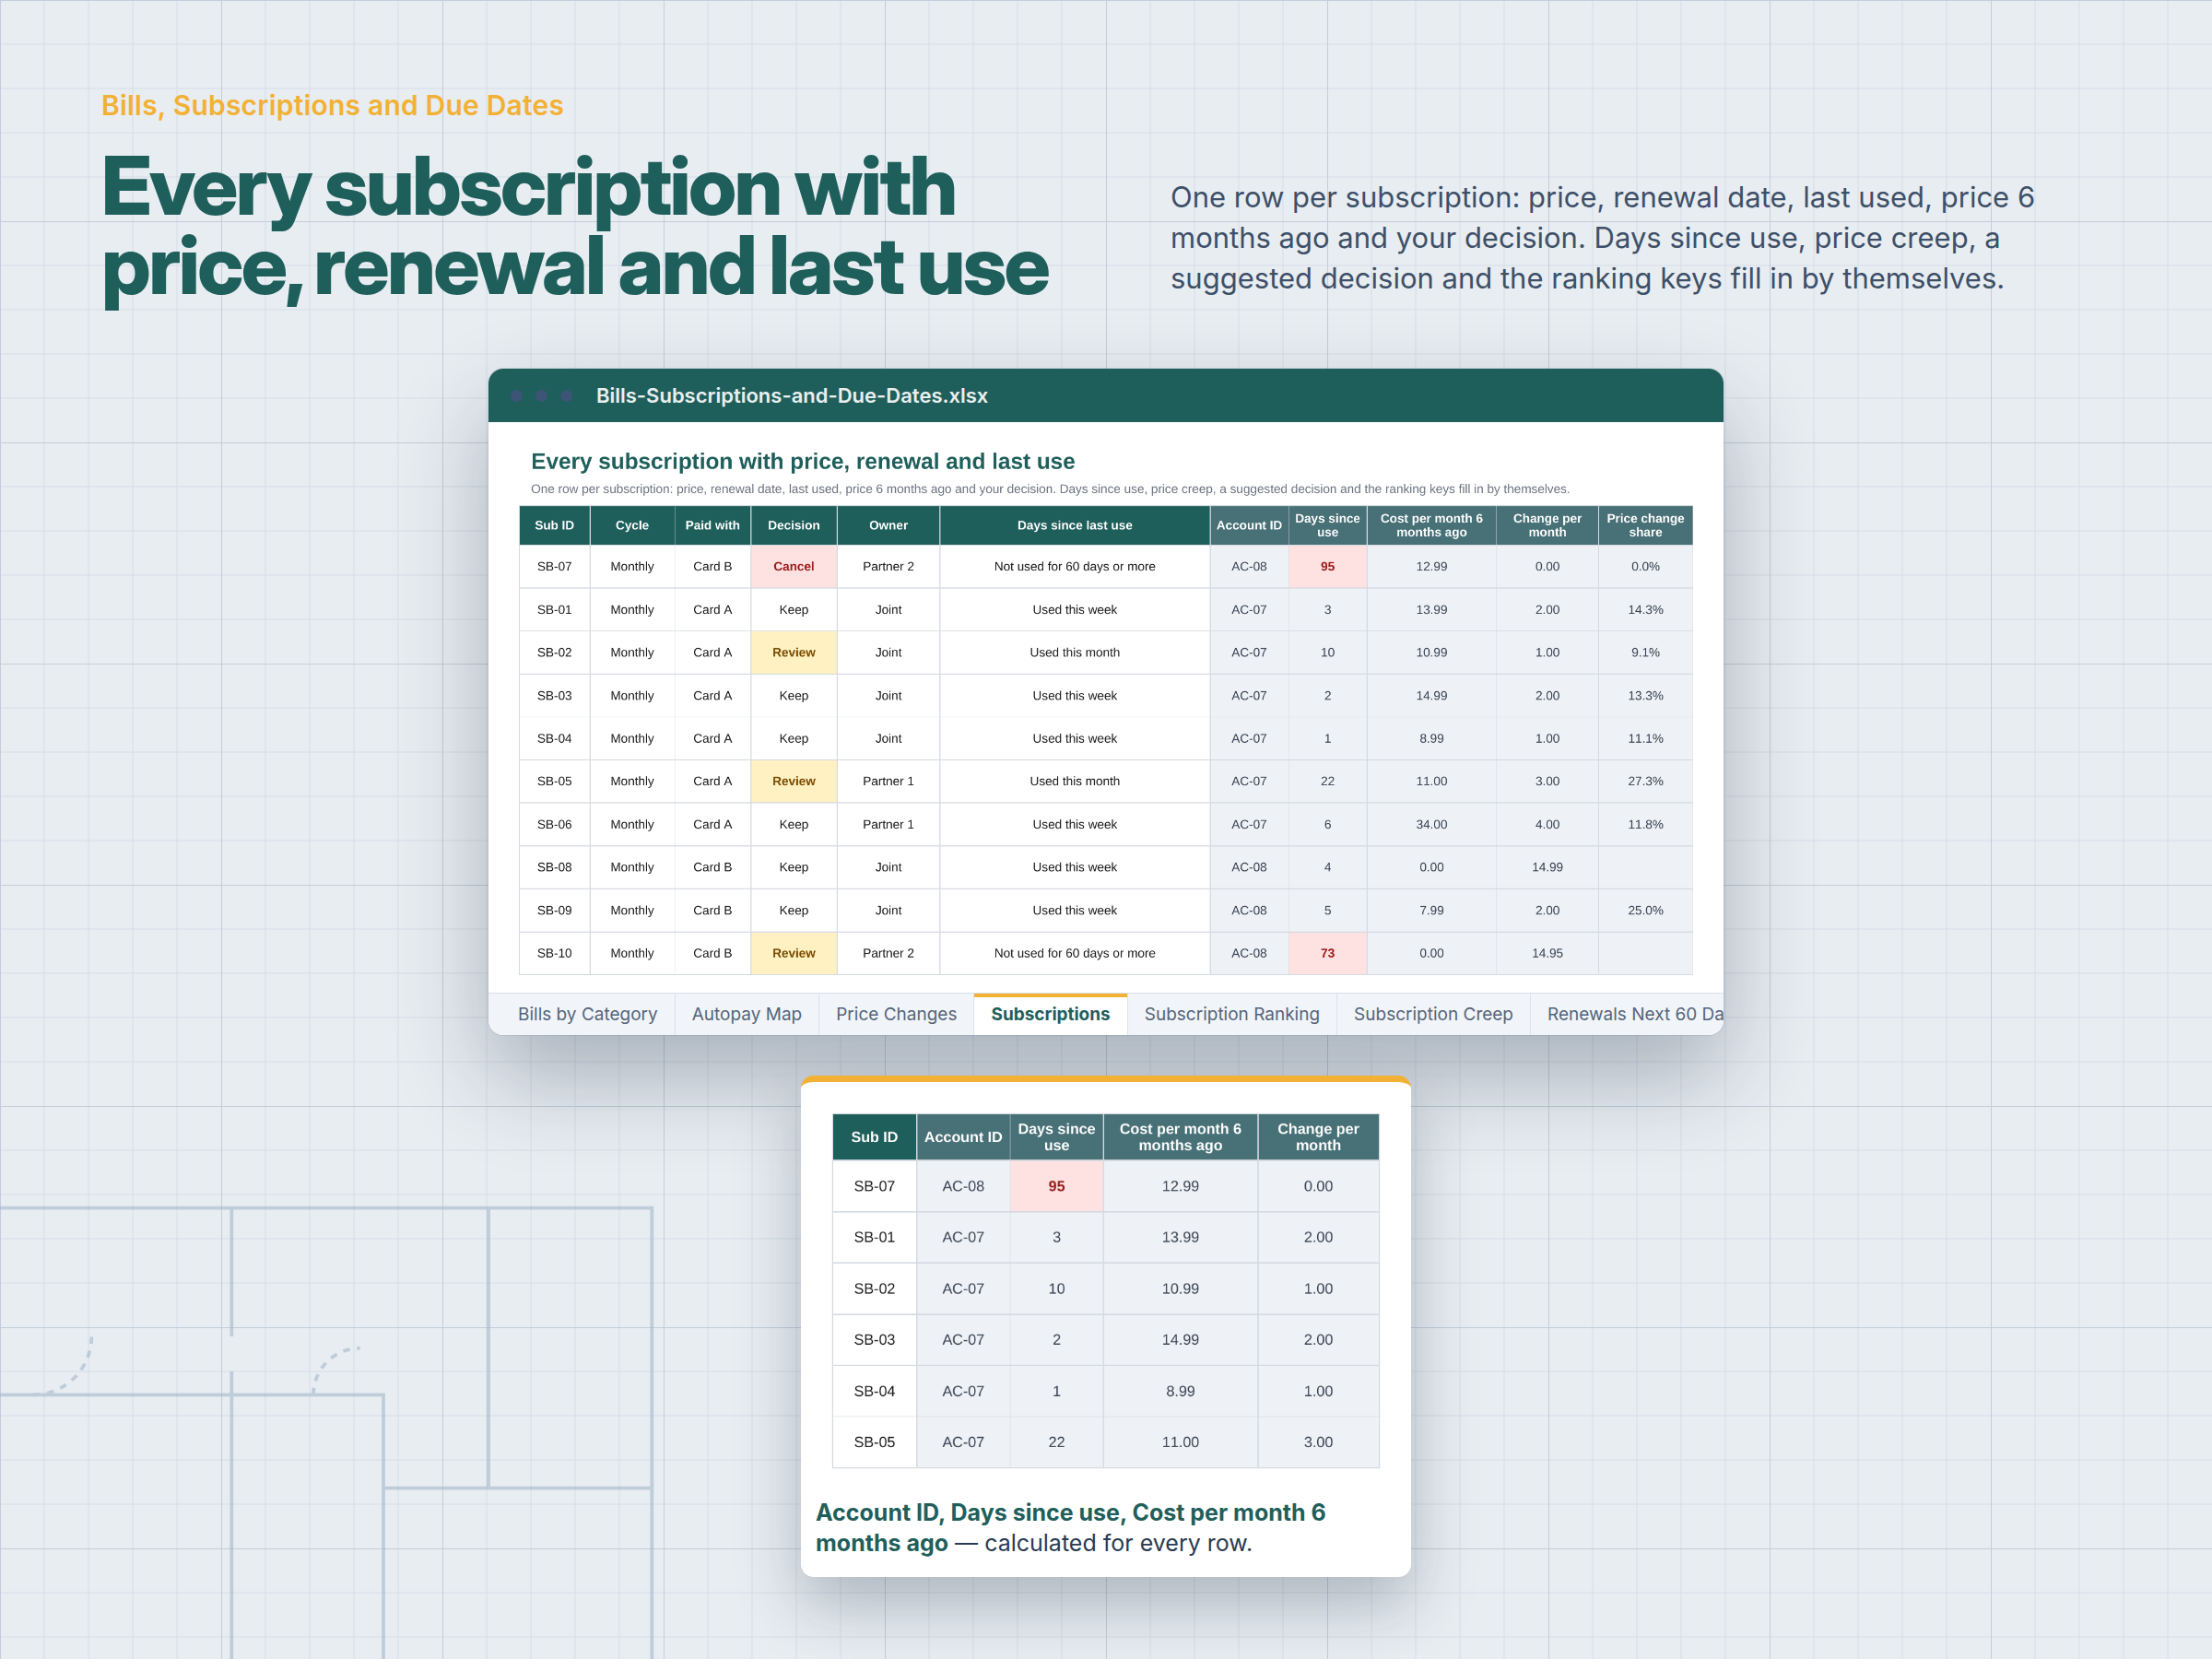 Bills, Subscriptions and Due Dates
Every subscription with
price, renewal and last use
One row per subscription: price, renewal date, last used, price 6
months ago and your decision. Days since use, price creep, a
suggested decision and the ranking keys fill in by themselves.
Bills-Subscriptions-and-Due-Dates.xlsx
Every subscription with price, renewal and last use
One row per subscription: price, renewal date, last used, price 6 months ago and your decision. Days since use, price creep, a suggested decision and the ranking keys fill in by themselves.
Sub ID Cycle Paid with Decision Owner Days since last use Account ID Days since use Cost per month 6 months ago Change per month Price change share
SB-07 Monthly Card B Cancel Partner 2 Not used for 60 days or more AC-08 95 12.99 0.00 0.0%
SB-01 Monthly Card A Keep Joint Used this week AC-07 3 13.99 2.00 14.3%
SB-02 Monthly Card A Review Joint Used this month AC-07 10 10.99 1.00 9.1%
SB-03 Monthly Card A Keep Joint Used this week AC-07 2 14.99 2.00 13.3%
SB-04 Monthly Card A Keep Joint Used this week AC-07 1 8.99 1.00 11.1%
SB-05 Monthly Card A Review Partner 1 Used this month AC-07 22 11.00 3.00 27.3%
SB-06 Monthly Card A Keep Partner 1 Used this week AC-07 6 34.00 4.00 11.8%
SB-08 Monthly Card B Keep Joint Used this week AC-08 4 0.00 14.99
SB-09 Monthly Card B Keep Joint Used this week AC-08 5 7.99 2.00 25.0%
SB-10 Monthly Card B Review Partner 2 Not used for 60 days or more AC-08 73 0.00 14.95
Bills by Category Autopay Map Price Changes Subscriptions Subscription Ranking Subscription Creep Renewals Next 60 Da
Sub ID Account ID Days since use Cost per month 6 months ago Change per month
SB-07 AC-08 95 12.99 0.00
SB-01 AC-07 3 13.99 2.00
SB-02 AC-07 10 10.99 1.00
SB-03 AC-07 2 14.99 2.00
SB-04 AC-07 1 8.99 1.00
SB-05 AC-07 22 11.00 3.00
Account ID, Days since use, Cost per month 6
months ago — calculated for every row.